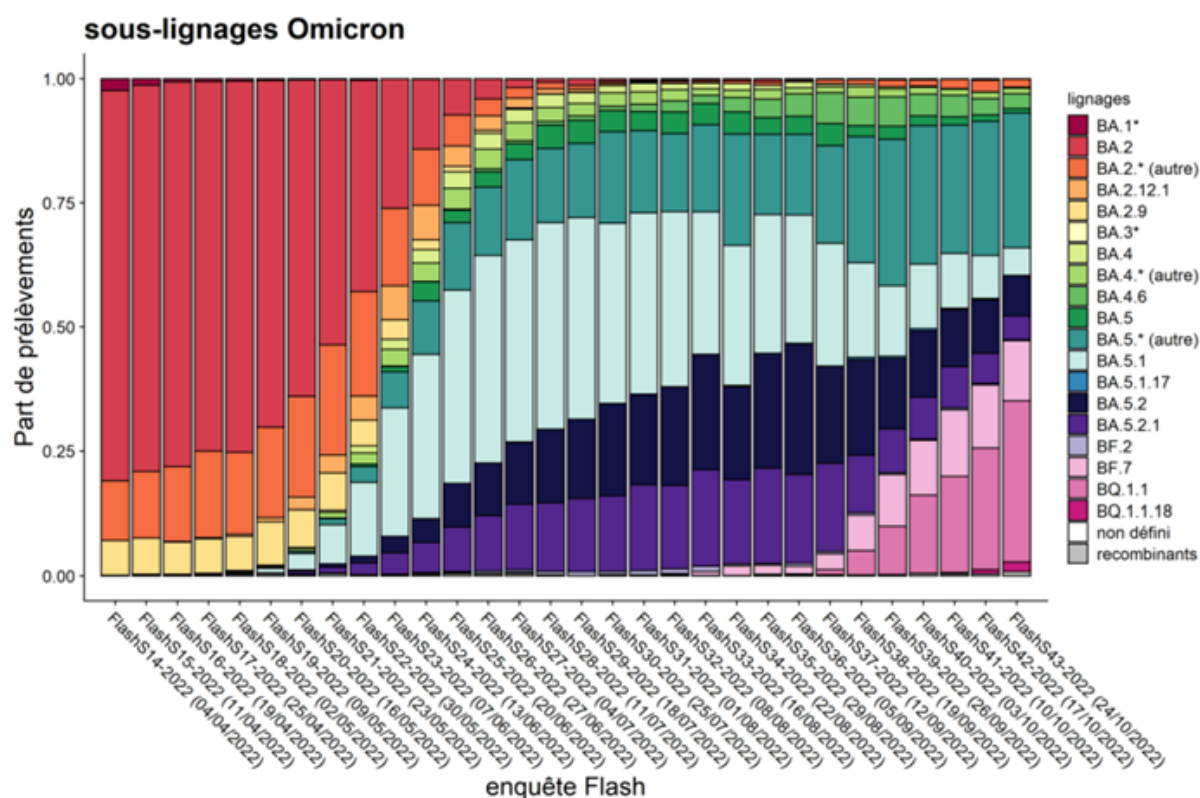 sous-lignages Omicron
Part de prélèvements
1.00
0.75
0.50
0.25
0.00
lignages
BA.1*
BA.2
BA.2.* (autre)
BA.2.12.1
BA.2.9
BA.3*
BA.4
BA.4.* (autre)
BA.4.6
BA.5
BA.5.* (autre)
BA.5.1
BA.5.1.17
BA.5.2
BA.5.2.1
BF.2
BF.7
BQ.1.1
BQ.1.1.18
non défini
recombinants
FlashS14-2022 (04/04/2022)
FlashS15-2022 (11/04/2022)
FlashS16-2022 (19/04/2022)
FlashS17-2022 (25/04/2022)
FlashS18-2022 (02/05/2022)
FlashS19-2022 (09/05/2022)
FlashS20-2022 (16/05/2022)
FlashS21-2022 (23/05/2022)
FlashS22-2022 (30/05/2022)
FlashS23-2022 (07/06/2022)
FlashS24-2022 (13/06/2022)
FlashS25-2022 (20/06/2022)
FlashS26-2022 (27/06/2022)
FlashS27-2022 (04/07/2022)
FlashS28-2022 (11/07/2022)
FlashS29-2022 (18/07/2022)
FlashS30-2022 (25/07/2022)
FlashS31-2022 (01/08/2022)
FlashS32-2022 (08/08/2022)
FlashS33-2022 (16/08/2022)
FlashS34-2022 (22/08/2022)
FlashS35-2022 (29/08/2022)
FlashS36-2022 (05/09/2022)
FlashS37-2022 (12/09/2022)
FlashS38-2022 (19/09/2022)
FlashS39-2022 (26/09/2022)
FlashS40-2022 (03/10/2022)
FlashS41-2022 (10/10/2022)
FlashS42-2022 (17/10/2022)
FlashS43-2022 (24/10/2022)
enquête Flash